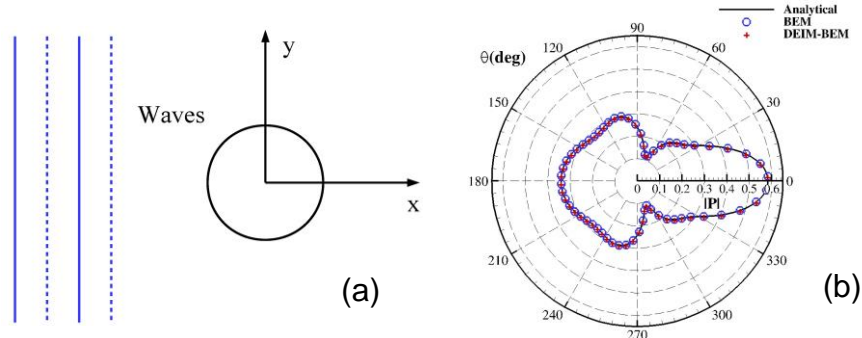 y
Waves
x
(a)
Analytical
BEM
DEIM-BEM
θ(deg)
90
120
60
150
30
180
0 0.1 0.2 0.3 0.4 0.5 0.6
0
|P|
210
330
240
300
270
(b)